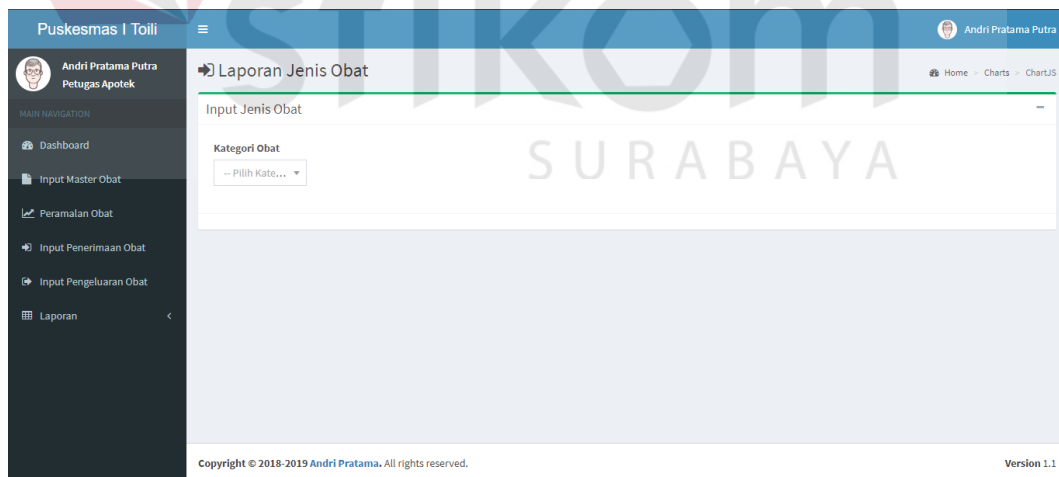 Puskesmas I Toili
Andri Pratama Putra
Andri Pratama Putra
Petugas Apotek
Laporan Jenis Obat
Home > Charts > ChartJS
MAIN NAVIGATION
Input Jenis Obat
Dashboard
Kategori Obat
-- Pilih Kate...
Input Master Obat
Peramalan Obat
Input Penerimaan Obat
Input Pengeluaran Obat
Laporan
Copyright © 2018-2019 Andri Pratama. All rights reserved.
Version 1.1
STIKOM
SURABAYA